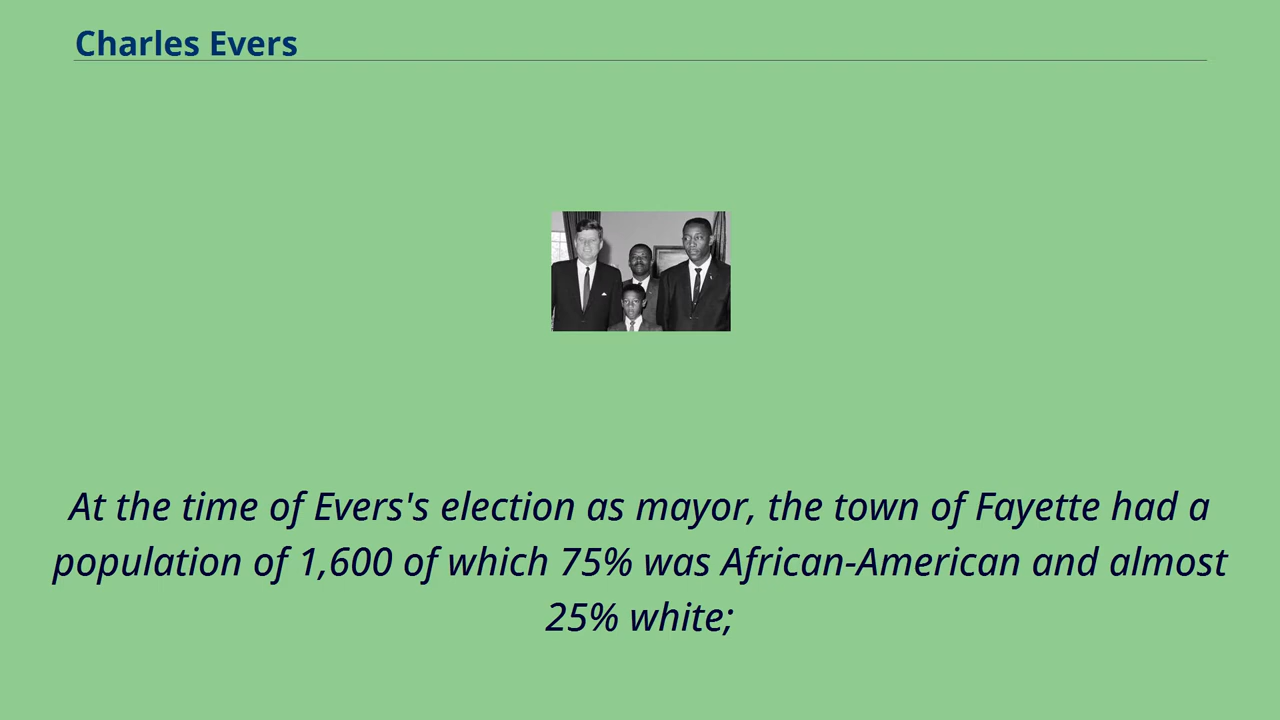 Charles Evers
At the time of Evers's election as mayor, the town of Fayette had a
population of 1,600 of which 75% was African-American and almost
25% white;